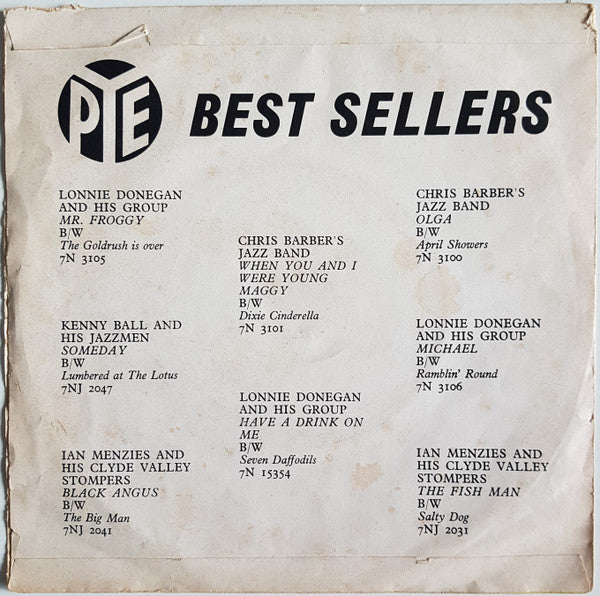 PYE
BEST SELLERS
LONNIE DONEGAN
AND HIS GROUP
MR. FROGGY
B/W
The Goldrush is over
7N 3105
KENNY BALL AND
HIS JAZZMEN
SOMEDAY
B/W
Lumbered at The Lotus
7NJ 2047
IAN MENZIES AND
HIS CLYDE VALLEY
STOMPERS
BLACK ANGUS
B/W
The Big Man
7NJ 2041
CHRIS BARBER'S
JAZZ BAND
WHEN YOU AND I
WERE YOUNG
MAGGY
B/W
Dixie Cinderella
7N 3101
LONNIE DONEGAN
AND HIS GROUP
HAVE A DRINK ON
ME
B/W
Seven Daffodils
7N 15354
CHRIS BARBER'S
JAZZ BAND
OLGA
B/W
April Showers
7N 3100
LONNIE DONEGAN
AND HIS GROUP
MICHAEL
B/W
Ramblin' Round
7N 3106
IAN MENZIES AND
HIS CLYDE VALLEY
STOMPERS
THE FISH MAN
B/W
Salty Dog
7NJ 2031